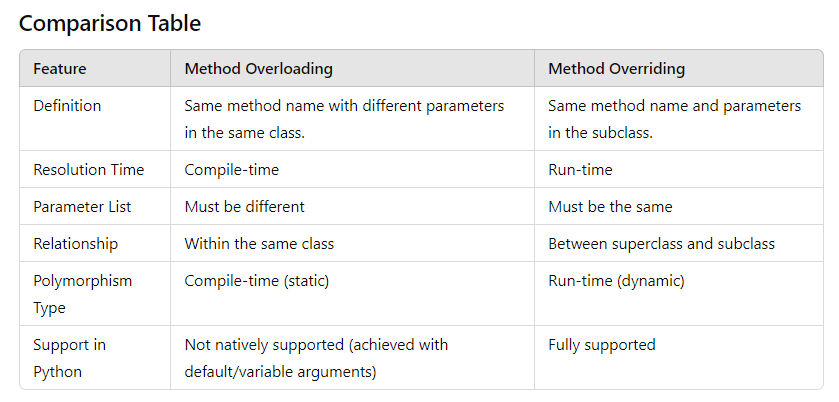 Comparison Table
Feature Method Overloading Method Overriding
Definition Same method name with different parameters Same method name and parameters
in the same class. in the subclass.
Resolution Time Compile-time Run-time
Parameter List Must be different Must be the same
Relationship Within the same class Between superclass and subclass
Polymorphism Compile-time (static) Run-time (dynamic)
Type
Support in Not natively supported (achieved with Fully supported
Python default/variable arguments)